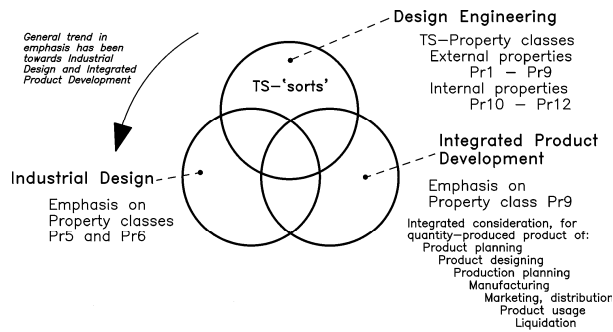 General trend in
emphasis has been
towards Industrial
Design and Integrated
Product Development
Design Engineering
TS-Property classes
External properties
Pr1 – Pr9
Internal properties
Pr10 – Pr12
TS-'sorts'
Integrated Product
Development
Emphasis on
Property class Pr9
Integrated consideration, for
quantity-produced product of:
Product planning
Product designing
Production planning
Manufacturing
Marketing, distribution
Product usage
Liquidation
Industrial Design
Emphasis on
Property classes
Pr5 and Pr6